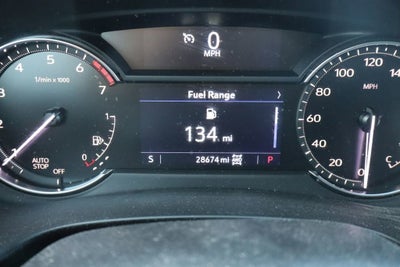 0
MPH
Fuel Range
134 mi
S 28674 mi P
1/min x 1000
2 3 4 5 6 7
AUTO
STOP
OFF
0
1
MPH
0 20 40 60 80 100 120 140
C